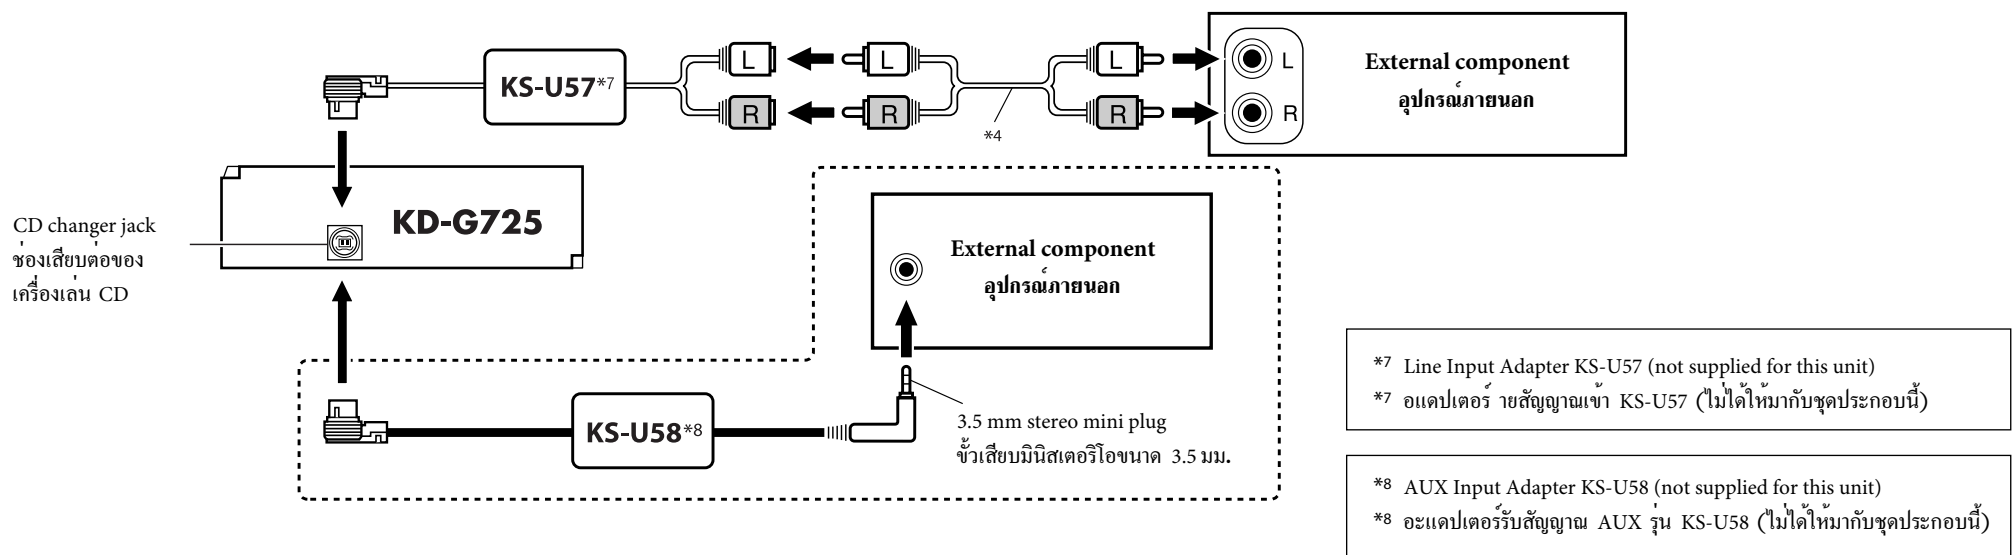 KS-U57*7
L
L
L
L
R
R
R
R
*4
External component
อุปกรณ์ภายนอก
KD-G725
CD changer jack
ช่องเสียบต่อของ
เครื่องเล่น CD
External component
อุปกรณ์ภายนอก
KS-U58*8
3.5 mm stereo mini plug
ขั้วเสียบมินิสเตอริโอขนาด 3.5 มม.
*7 Line Input Adapter KS-U57 (not supplied for this unit)
*7 อแดปเตอร์ ายสัญญาณเข้า KS-U57 (ไม่ได้ให้มากับชุดประกอบนี้)
*8 AUX Input Adapter KS-U58 (not supplied for this unit)
*8 อะแดปเตอร์รับสัญญาณ AUX รุ่น KS-U58 (ไม่ได้ให้มากับชุดประกอบนี้)